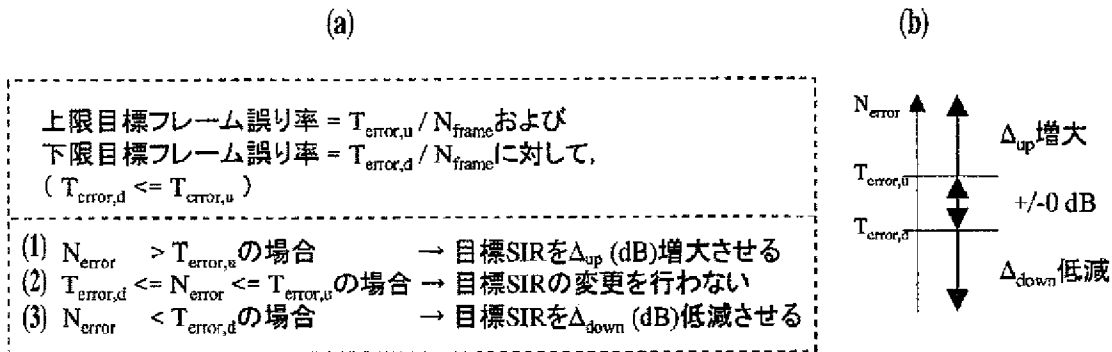 (a)
上限目標フレーム誤り率 = T_error,u / N_frameおよび
下限目標フレーム誤り率 = T_error,d / N_frameに対して,
( T_error,d <= T_error,u )
(1) N_error > T_error,uの場合 → 目標SIRをΔ_up (dB)増大させる
(2) T_error,d <= N_error <= T_error,uの場合 → 目標SIRの変更を行わない
(3) N_error < T_error,dの場合 → 目標SIRをΔ_down (dB)低減させる
(b)
N_error
Δ_up増大
T_error,u
+/-0 dB
T_error,d
Δ_down低減